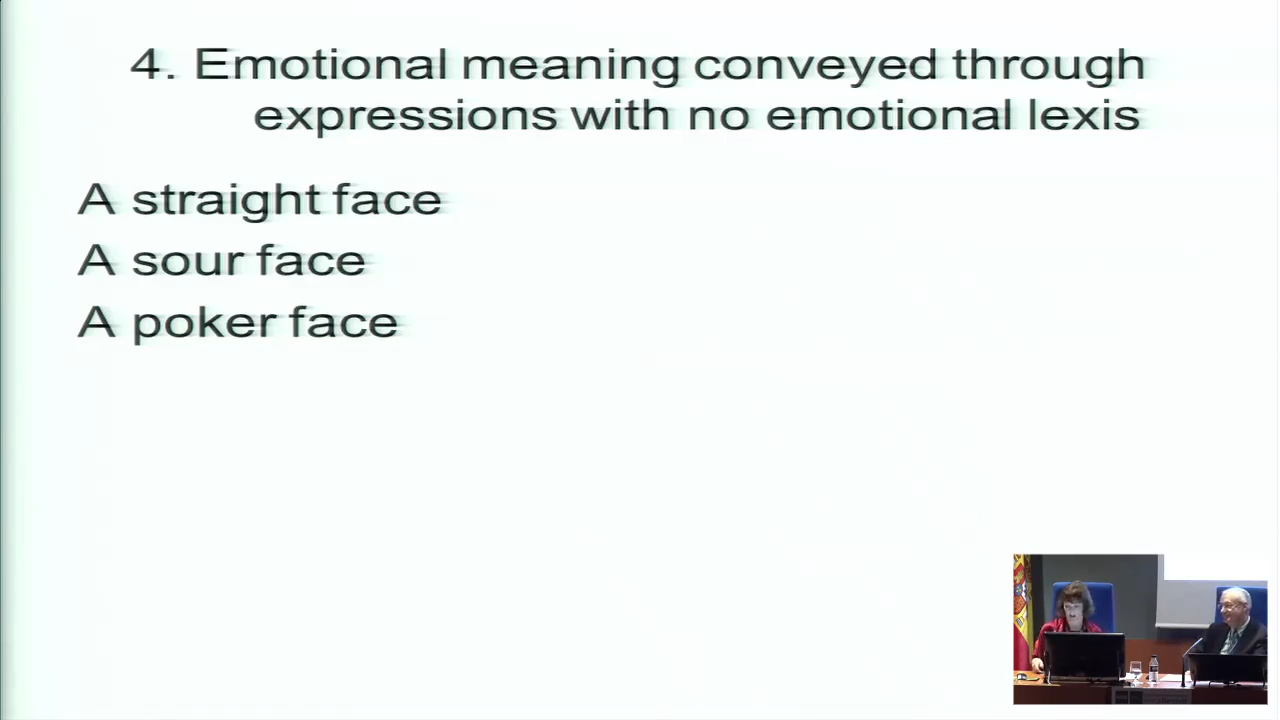 4. Emotional meaning conveyed through
expressions with no emotional lexis
A straight face
A sour face
A poker face